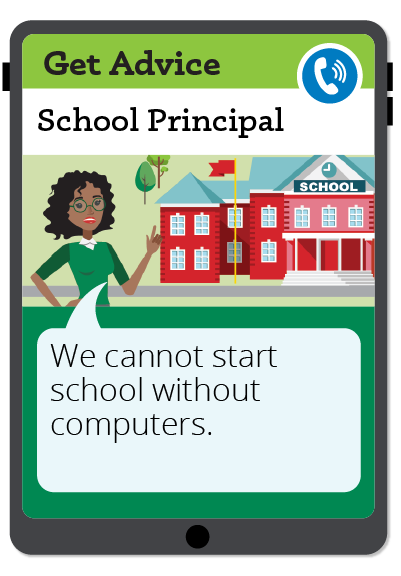 Get Advice
School Principal
SCHOOL
We cannot start
school without
computers.